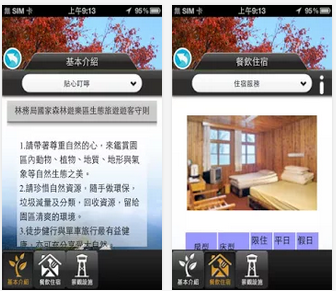 無 SIM 卡 上午9:13 95%
基本介紹
貼心叮嚀
林務局國家森林遊樂區生態旅遊遊客守則
1.請帶著尊重自然的心，來鑑賞園
區內動物、植物、地質、地形與氣
象等自然生態之美。
2.請珍惜自然資源，隨手做環保，
垃圾減量及分類，回收資源，留給
園區清爽的環境。
3.徒步健行與單車旅行最有益健
康，亦可充分享受大自然。
基本介紹 餐飲住宿 景觀設施
無 SIM 卡 上午9:13 95%
餐飲住宿
住宿服務
i
房型 床型 限住 平日 假日
基本介紹 餐飲住宿 景觀設施